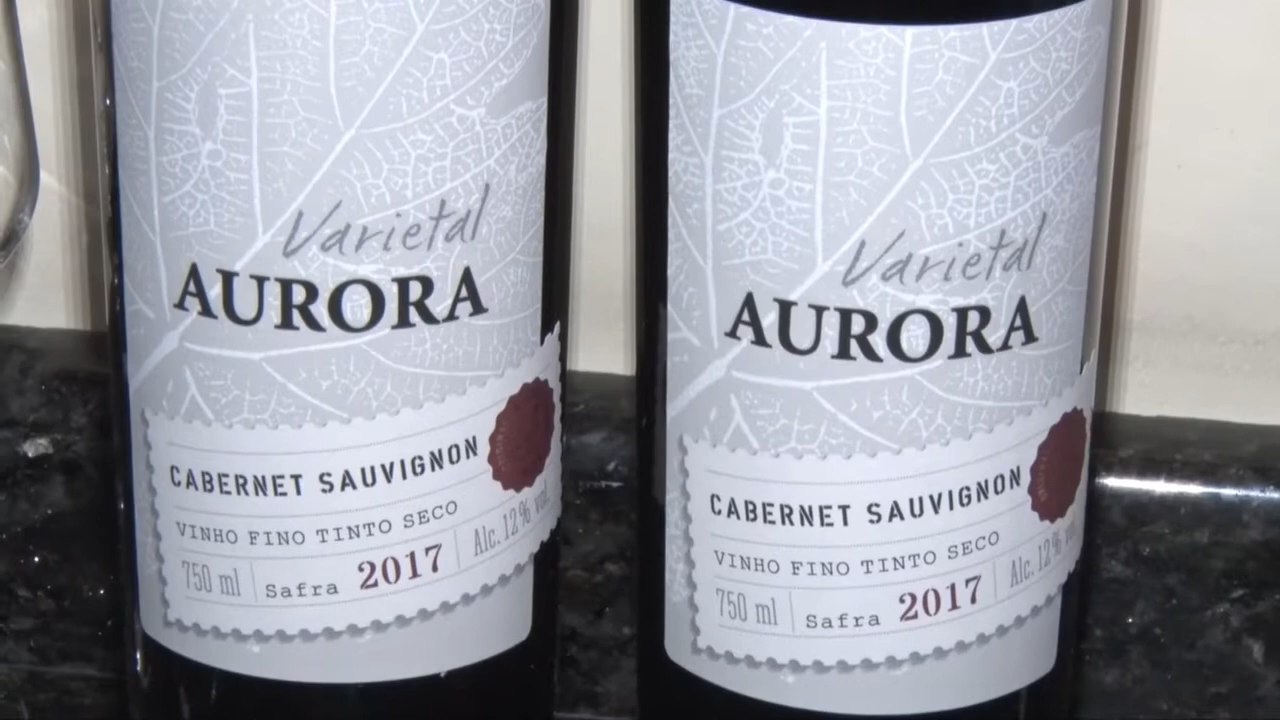 Varietal
AURORA
CABERNET SAUVIGNON
VINHO FINO TINTO SECO
750 ml Safra 2017 Alc. 12% vol.
Varietal
AURORA
CABERNET SAUVIGNON
VINHO FINO TINTO SECO
750 ml Safra 2017 Alc. 12%